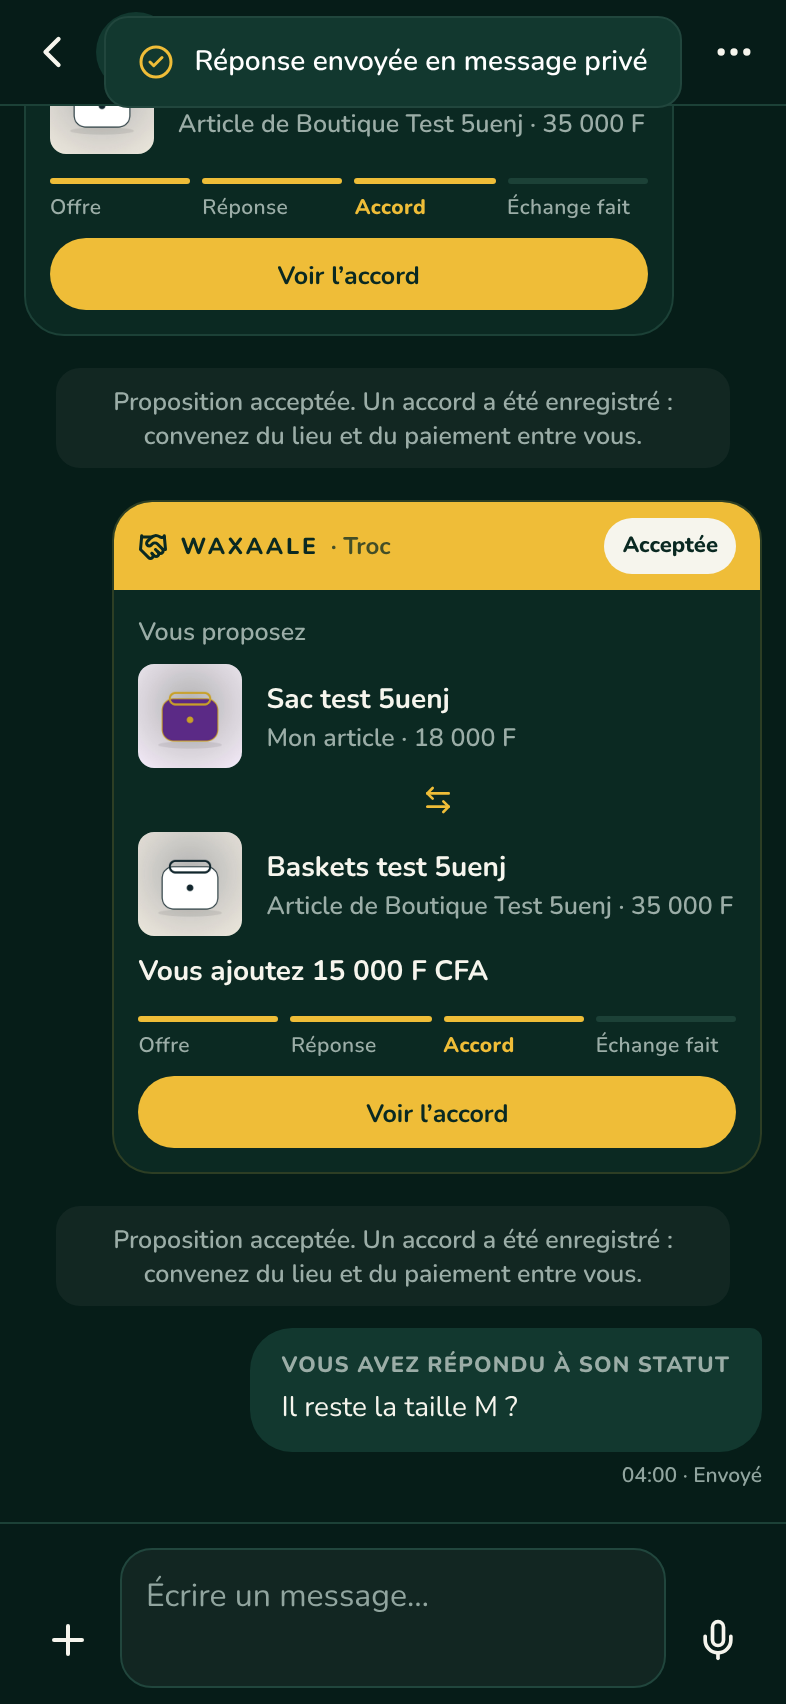 Réponse envoyée en message privé
Article de Boutique Test 5uenj · 35 000 F
Offre
Réponse
Accord
Échange fait
Voir l’accord
Proposition acceptée. Un accord a été enregistré :
convenez du lieu et du paiement entre vous.
WAXAALE · Troc
Acceptée
Vous proposez
Sac test 5uenj
Mon article · 18 000 F
Baskets test 5uenj
Article de Boutique Test 5uenj · 35 000 F
Vous ajoutez 15 000 F CFA
Offre
Réponse
Accord
Échange fait
Voir l’accord
Proposition acceptée. Un accord a été enregistré :
convenez du lieu et du paiement entre vous.
VOUS AVEZ RÉPONDU À SON STATUT
Il reste la taille M ?
04:00 · Envoyé
Écrire un message…